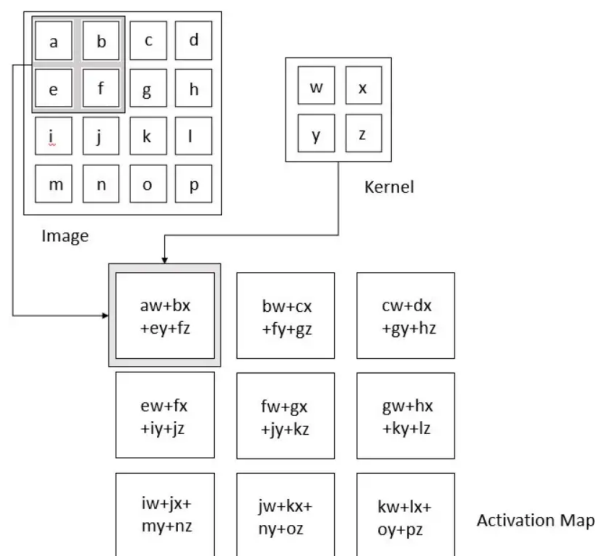 a b c d
e f g h
i j k l
m n o p
Image
w x
y z
Kernel
aw+bx
+ey+fz
bw+cx
+fy+gz
cw+dx
+gy+hz
ew+fx
+iy+jz
fw+gx
+jy+kz
gw+hx
+ky+lz
iw+jx+
my+nz
jw+kx+
ny+oz
kw+lx+
oy+pz
Activation Map